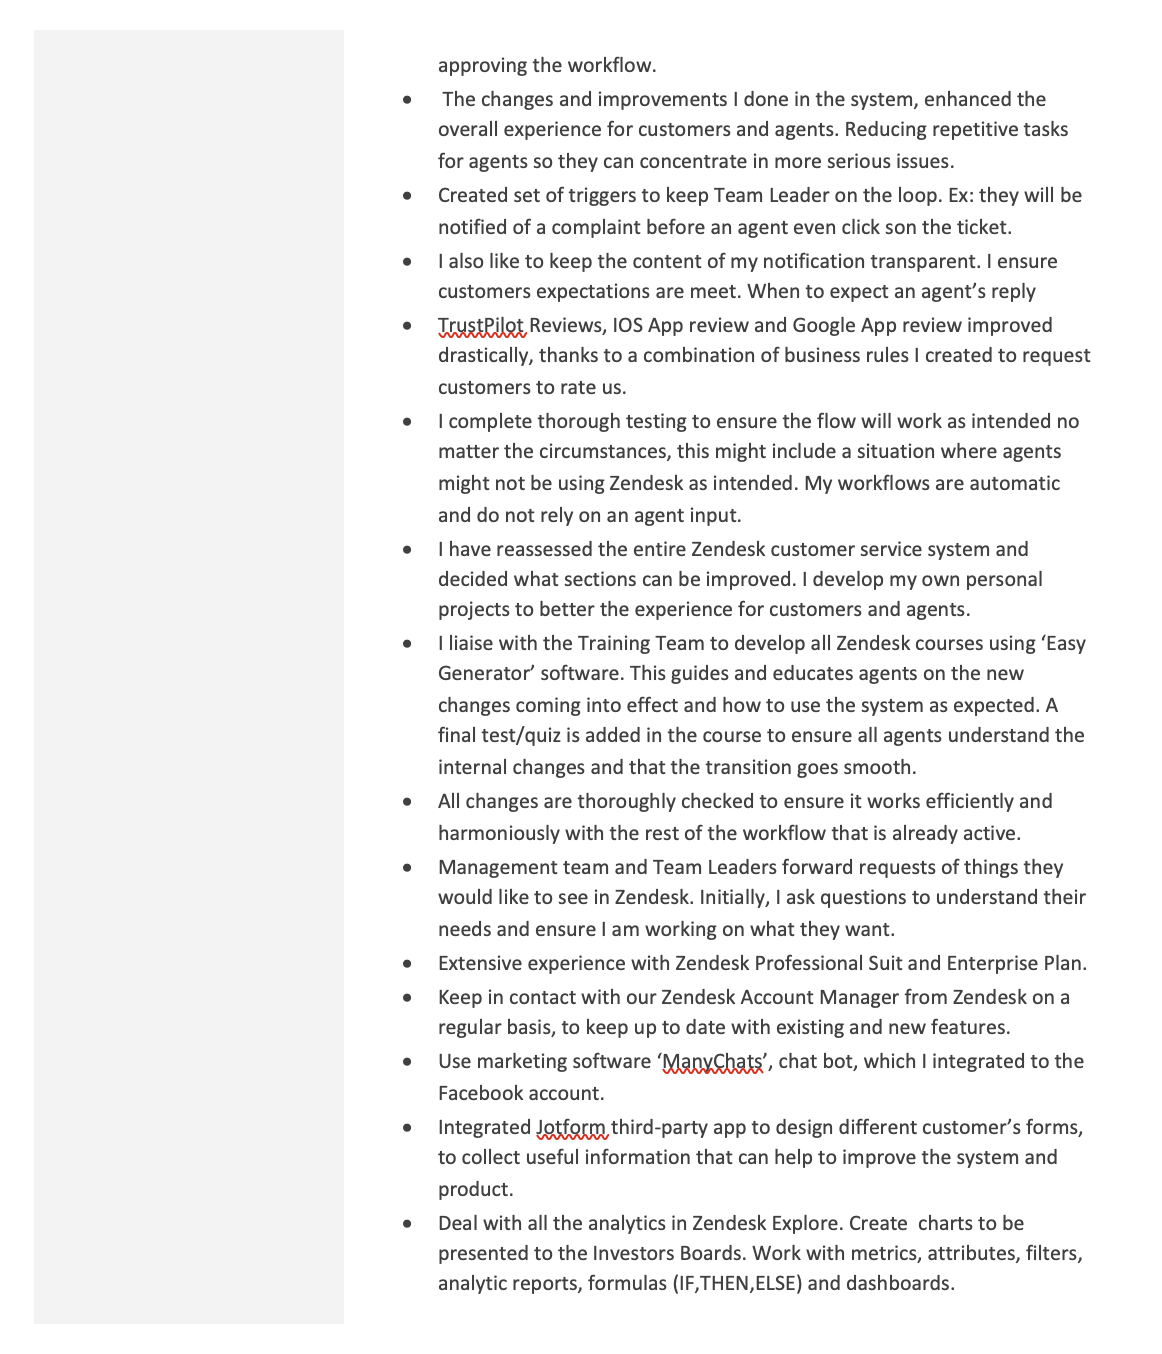 approving the workflow.
• The changes and improvements I done in the system, enhanced the
overall experience for customers and agents. Reducing repetitive tasks
for agents so they can concentrate in more serious issues.
• Created set of triggers to keep Team Leader on the loop. Ex: they will be
notified of a complaint before an agent even click son the ticket.
• I also like to keep the content of my notification transparent. I ensure
customers expectations are meet. When to expect an agent’s reply
• TrustPilot Reviews, IOS App review and Google App review improved
drastically, thanks to a combination of business rules I created to request
customers to rate us.
• I complete thorough testing to ensure the flow will work as intended no
matter the circumstances, this might include a situation where agents
might not be using Zendesk as intended. My workflows are automatic
and do not rely on an agent input.
• I have reassessed the entire Zendesk customer service system and
decided what sections can be improved. I develop my own personal
projects to better the experience for customers and agents.
• I liaise with the Training Team to develop all Zendesk courses using ‘Easy
Generator’ software. This guides and educates agents on the new
changes coming into effect and how to use the system as expected. A
final test/quiz is added in the course to ensure all agents understand the
internal changes and that the transition goes smooth.
• All changes are thoroughly checked to ensure it works efficiently and
harmoniously with the rest of the workflow that is already active.
• Management team and Team Leaders forward requests of things they
would like to see in Zendesk. Initially, I ask questions to understand their
needs and ensure I am working on what they want.
• Extensive experience with Zendesk Professional Suit and Enterprise Plan.
• Keep in contact with our Zendesk Account Manager from Zendesk on a
regular basis, to keep up to date with existing and new features.
• Use marketing software ‘ManyChats’, chat bot, which I integrated to the
Facebook account.
• Integrated Jotform third-party app to design different customer’s forms,
to collect useful information that can help to improve the system and
product.
• Deal with all the analytics in Zendesk Explore. Create  charts to be
presented to the Investors Boards. Work with metrics, attributes, filters,
analytic reports, formulas (IF,THEN,ELSE) and dashboards.